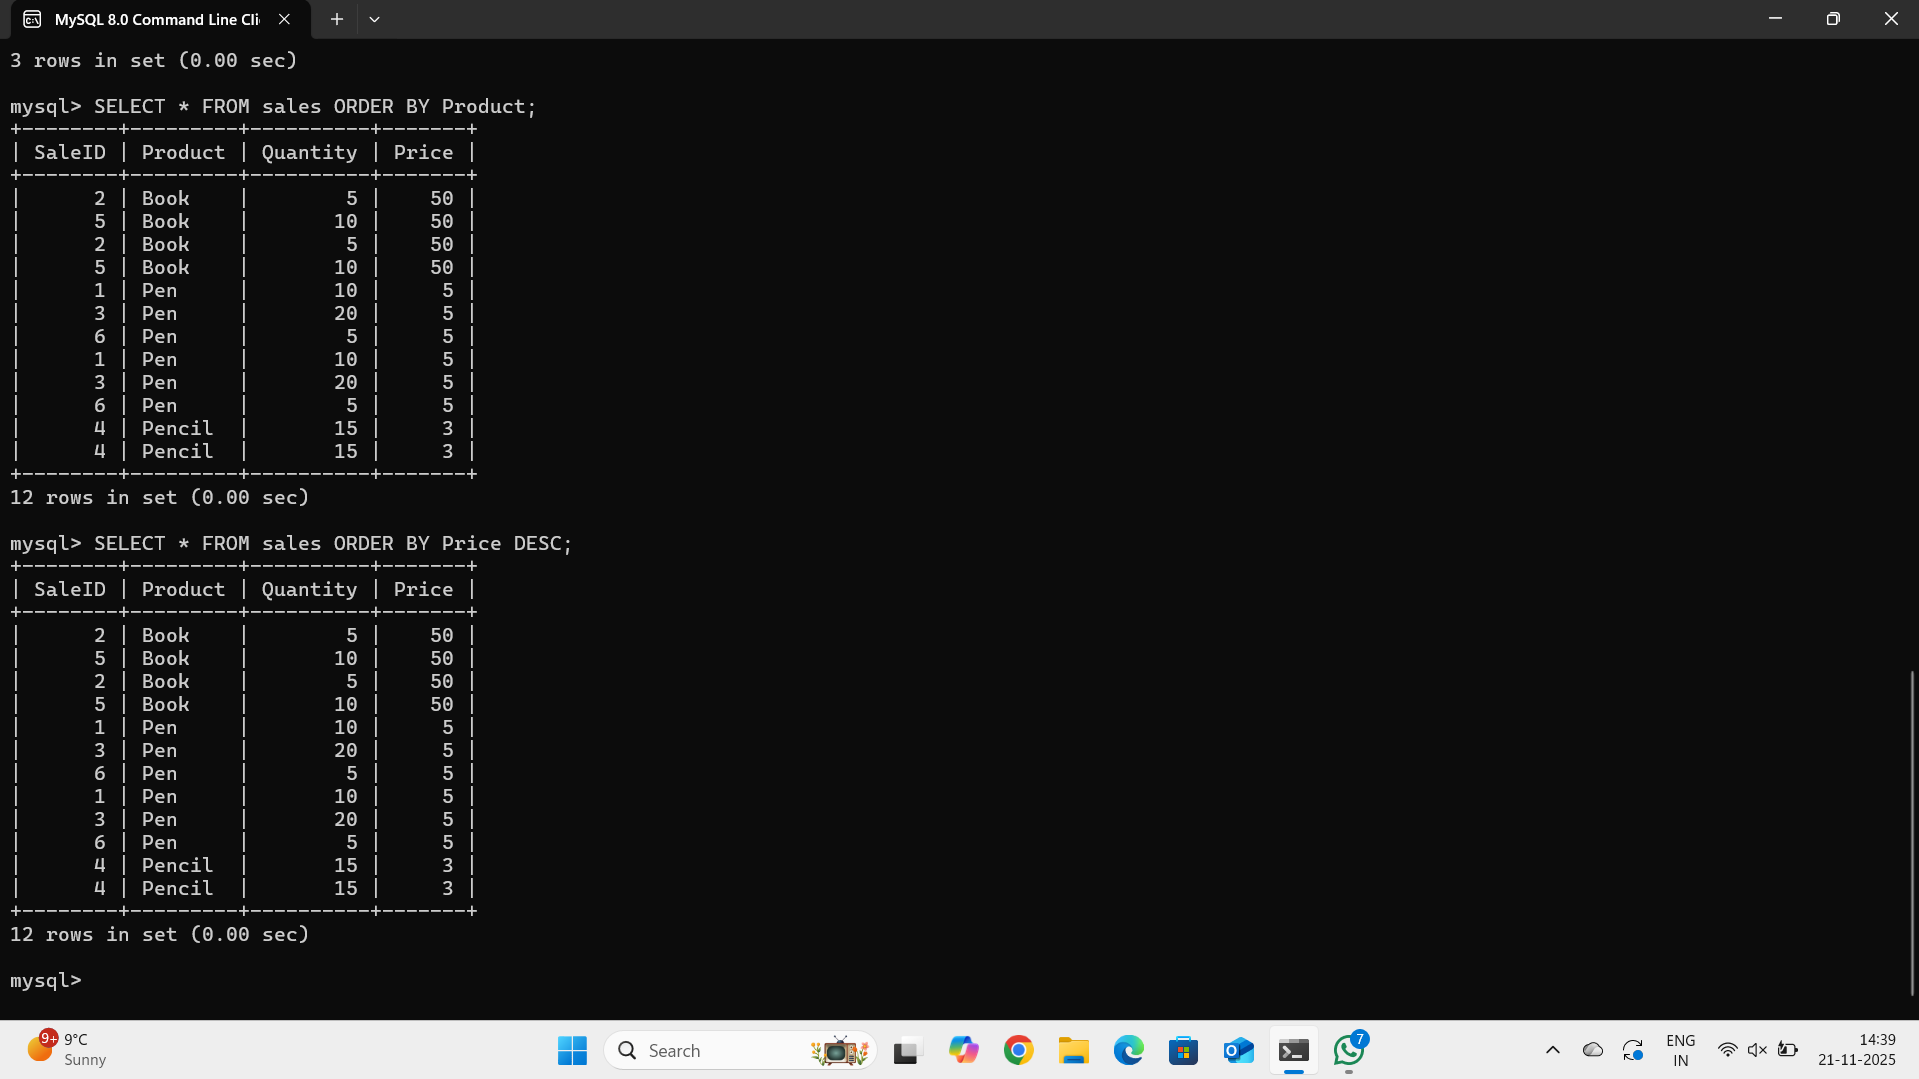 MySQL 8.0 Command Line Cli
3 rows in set (0.00 sec)
mysql> SELECT * FROM sales ORDER BY Product;
+--------+---------+----------+-------+
| SaleID | Product | Quantity | Price |
+--------+---------+----------+-------+
|      2 | Book    |        5 |    50 |
|      5 | Book    |       10 |    50 |
|      2 | Book    |        5 |    50 |
|      5 | Book    |       10 |    50 |
|      1 | Pen     |       10 |     5 |
|      3 | Pen     |       20 |     5 |
|      6 | Pen     |        5 |     5 |
|      1 | Pen     |       10 |     5 |
|      3 | Pen     |       20 |     5 |
|      6 | Pen     |        5 |     5 |
|      4 | Pencil  |       15 |     3 |
|      4 | Pencil  |       15 |     3 |
+--------+---------+----------+-------+
12 rows in set (0.00 sec)
mysql> SELECT * FROM sales ORDER BY Price DESC;
+--------+---------+----------+-------+
| SaleID | Product | Quantity | Price |
+--------+---------+----------+-------+
|      2 | Book    |        5 |    50 |
|      5 | Book    |       10 |    50 |
|      2 | Book    |        5 |    50 |
|      5 | Book    |       10 |    50 |
|      1 | Pen     |       10 |     5 |
|      3 | Pen     |       20 |     5 |
|      6 | Pen     |        5 |     5 |
|      1 | Pen     |       10 |     5 |
|      3 | Pen     |       20 |     5 |
|      6 | Pen     |        5 |     5 |
|      4 | Pencil  |       15 |     3 |
|      4 | Pencil  |       15 |     3 |
+--------+---------+----------+-------+
12 rows in set (0.00 sec)
mysql>
9+
9°C
Sunny
Search
7
ENG
IN
14:39
21-11-2025